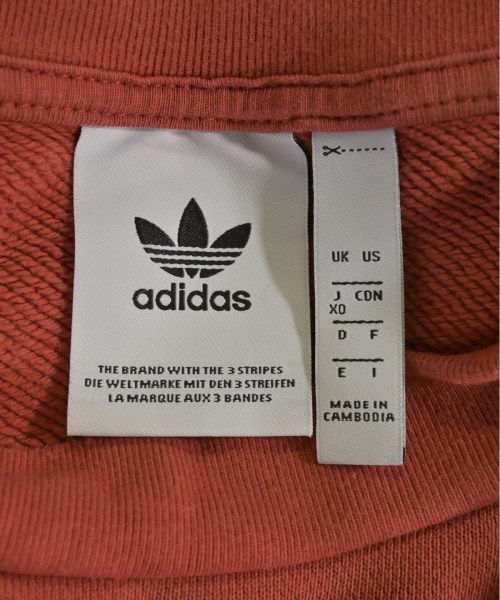 adidas
THE BRAND WITH THE 3 STRIPES
DIE WELTMARKE MIT DEN 3 STREIFEN
LA MARQUE AUX 3 BANDES
UK US
J CDN
XO
D F
E I
MADE IN
CAMBODIA